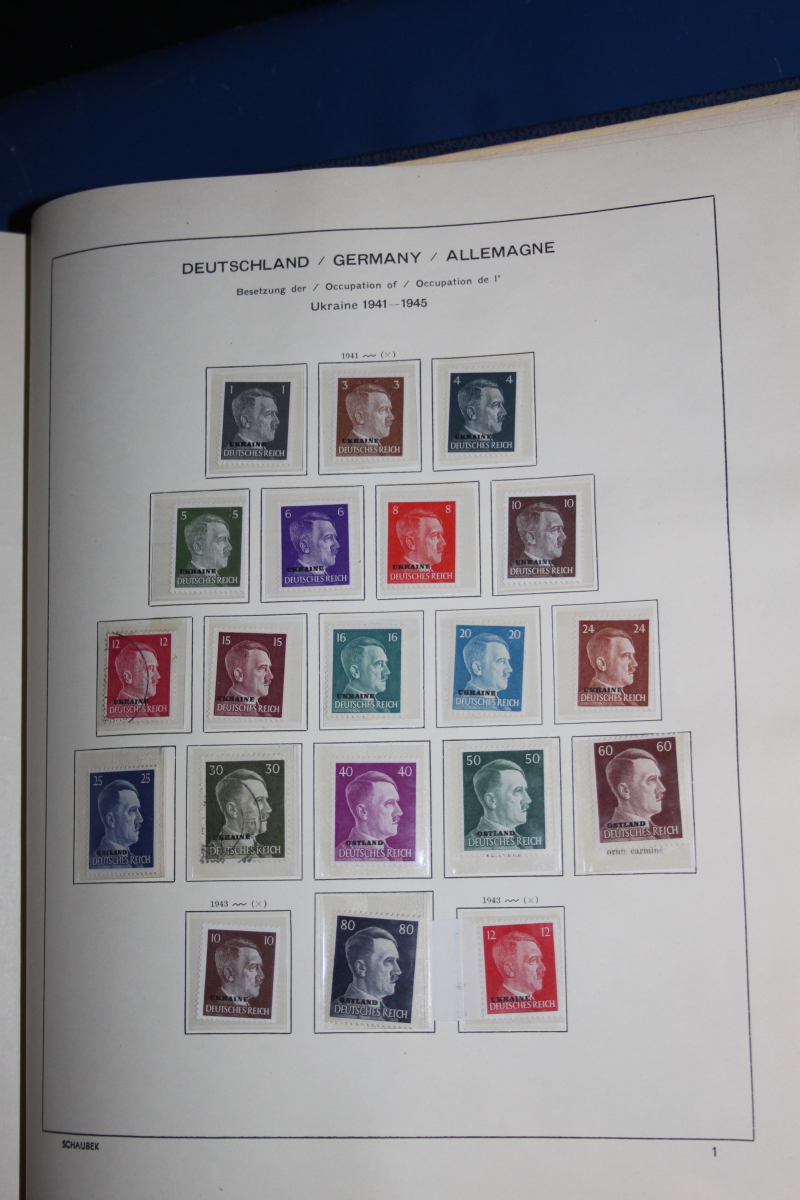 DEUTSCHLAND / GERMANY / ALLEMAGNE
Besetzung der / Occupation of / Occupation de l'
Ukraine 1941—1945
1941 (×)
1 1
UKRAINE
DEUTSCHES REICH
3 3
UKRAINE
DEUTSCHES REICH
4 4
UKRAINE
DEUTSCHES REICH
5 5
UKRAINE
DEUTSCHES REICH
6 6
UKRAINE
DEUTSCHES REICH
8 8
UKRAINE
DEUTSCHES REICH
10 10
UKRAINE
DEUTSCHES REICH
12 12
UKRAINE
DEUTSCHES REICH
15 15
UKRAINE
DEUTSCHES REICH
16 16
UKRAINE
DEUTSCHES REICH
20 20
UKRAINE
DEUTSCHES REICH
24 24
UKRAINE
DEUTSCHES REICH
25 25
OSTLAND
DEUTSCHES REICH
30 30
UKRAINE
DEUTSCHES REICH
40 40
OSTLAND
DEUTSCHES REICH
50 50
OSTLAND
DEUTSCHES REICH
60 60
OSTLAND
DEUTSCHES REICH
carmine
1943 (×)
1943 (×)
10 10
UKRAINE
DEUTSCHES REICH
80 80
OSTLAND
DEUTSCHES REICH
12 12
UKRAINE
DEUTSCHES REICH
SCHAUBEK
1